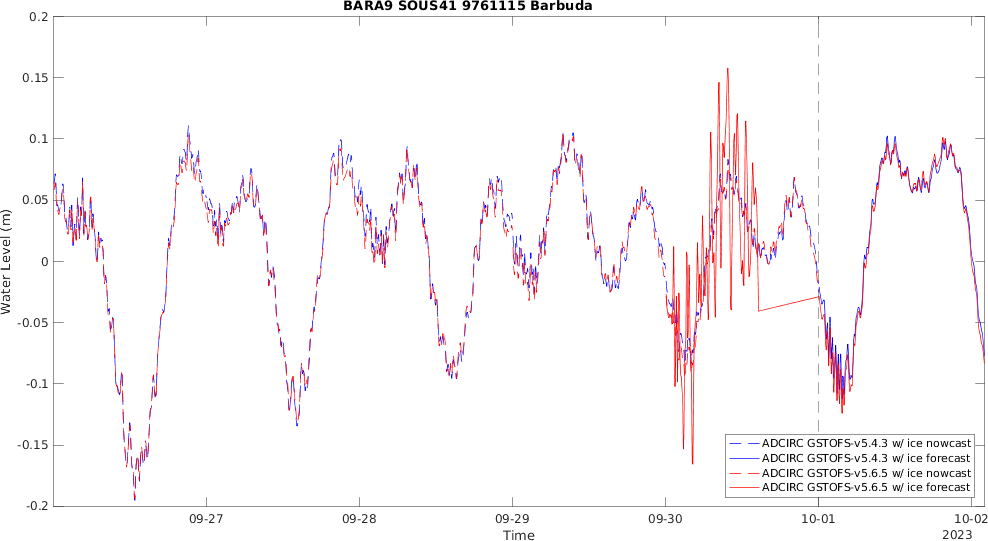 BARA9 SOUS41 9761115 Barbuda
0.2
0.15
0.1
0.05
0
-0.05
-0.1
-0.15
-0.2
Water Level (m)
09-27 09-28 09-29 09-30 10-01 10-02
Time
2023
ADCIRC GSTOFS-v5.4.3 w/ ice nowcast
ADCIRC GSTOFS-v5.4.3 w/ ice forecast
ADCIRC GSTOFS-v5.6.5 w/ ice nowcast
ADCIRC GSTOFS-v5.6.5 w/ ice forecast